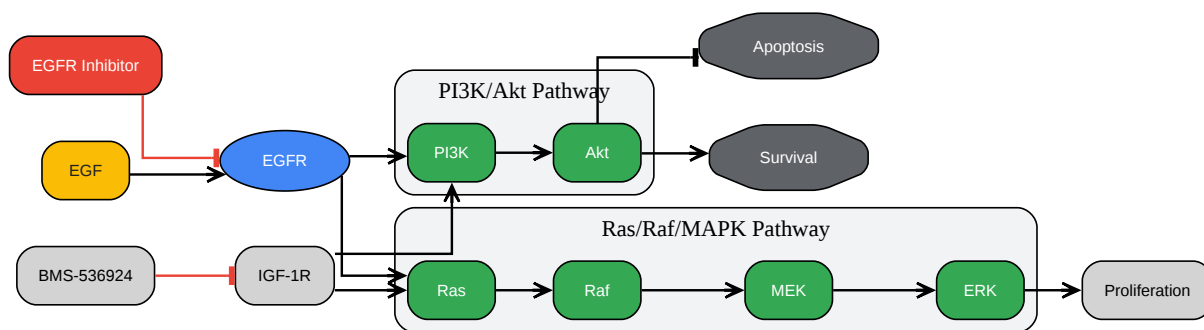 Apoptosis
EGFR Inhibitor
PI3K/Akt Pathway
EGF
EGFR
PI3K
Akt
Survival
Ras/Raf/MAPK Pathway
BMS-536924
IGF-1R
Ras
Raf
MEK
ERK
Proliferation